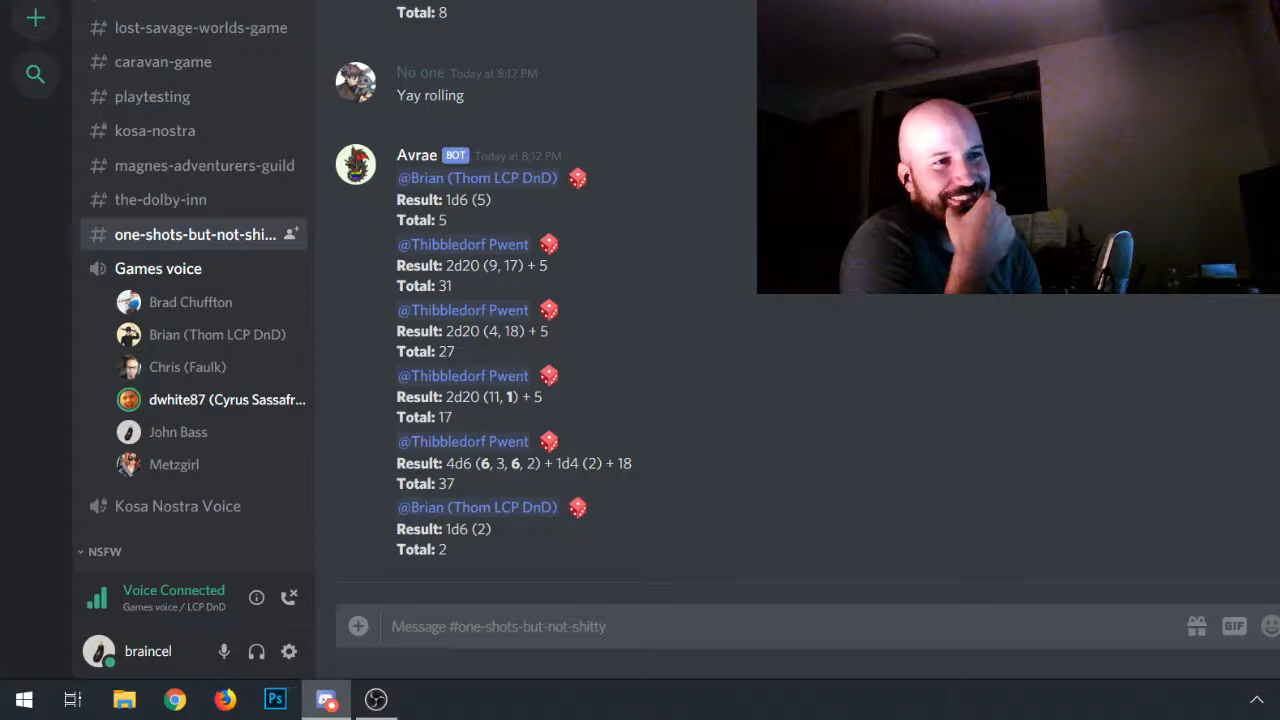 lost-savage-worlds-game
caravan-game
playtesting
kosa-nostra
magnes-adventurers-guild
the-dolby-inn
one-shots-but-not-shi...
Games voice
Brad Chuffton
Brian (Thom LCP DnD)
Chris (Faulk)
dwhite87 (Cyrus Sassafr...
John Bass
Metzgirl
Kosa Nostra Voice
NSFW
Voice Connected
Games voice / LCP DnD
braincel
Total: 8
No one Today at 8:12 PM
Yay rolling
Avrae BOT Today at 8:12 PM
@Brian (Thom LCP DnD)
Result: 1d6 (5)
Total: 5
@Thibbledorf Pwent
Result: 2d20 (9, 17) + 5
Total: 31
@Thibbledorf Pwent
Result: 2d20 (4, 18) + 5
Total: 27
@Thibbledorf Pwent
Result: 2d20 (11, 1) + 5
Total: 17
@Thibbledorf Pwent
Result: 4d6 (6, 3, 6, 2) + 1d4 (2) + 18
Total: 37
@Brian (Thom LCP DnD)
Result: 1d6 (2)
Total: 2
Message #one-shots-but-not-shitty
GIF
Ps